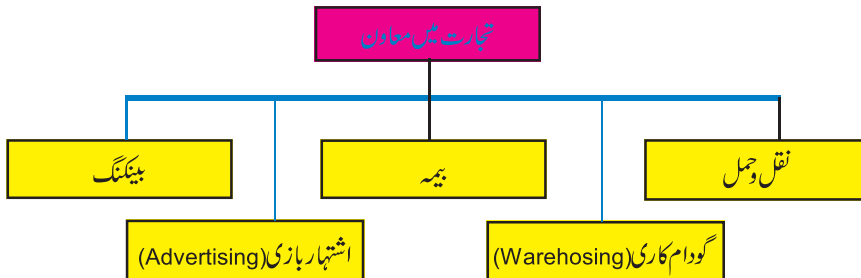 تجارت میں معاون
نقل و حمل
بیمہ
بینکنگ
گودام کاری (Warehosing)
اشتہار بازی (Advertising)